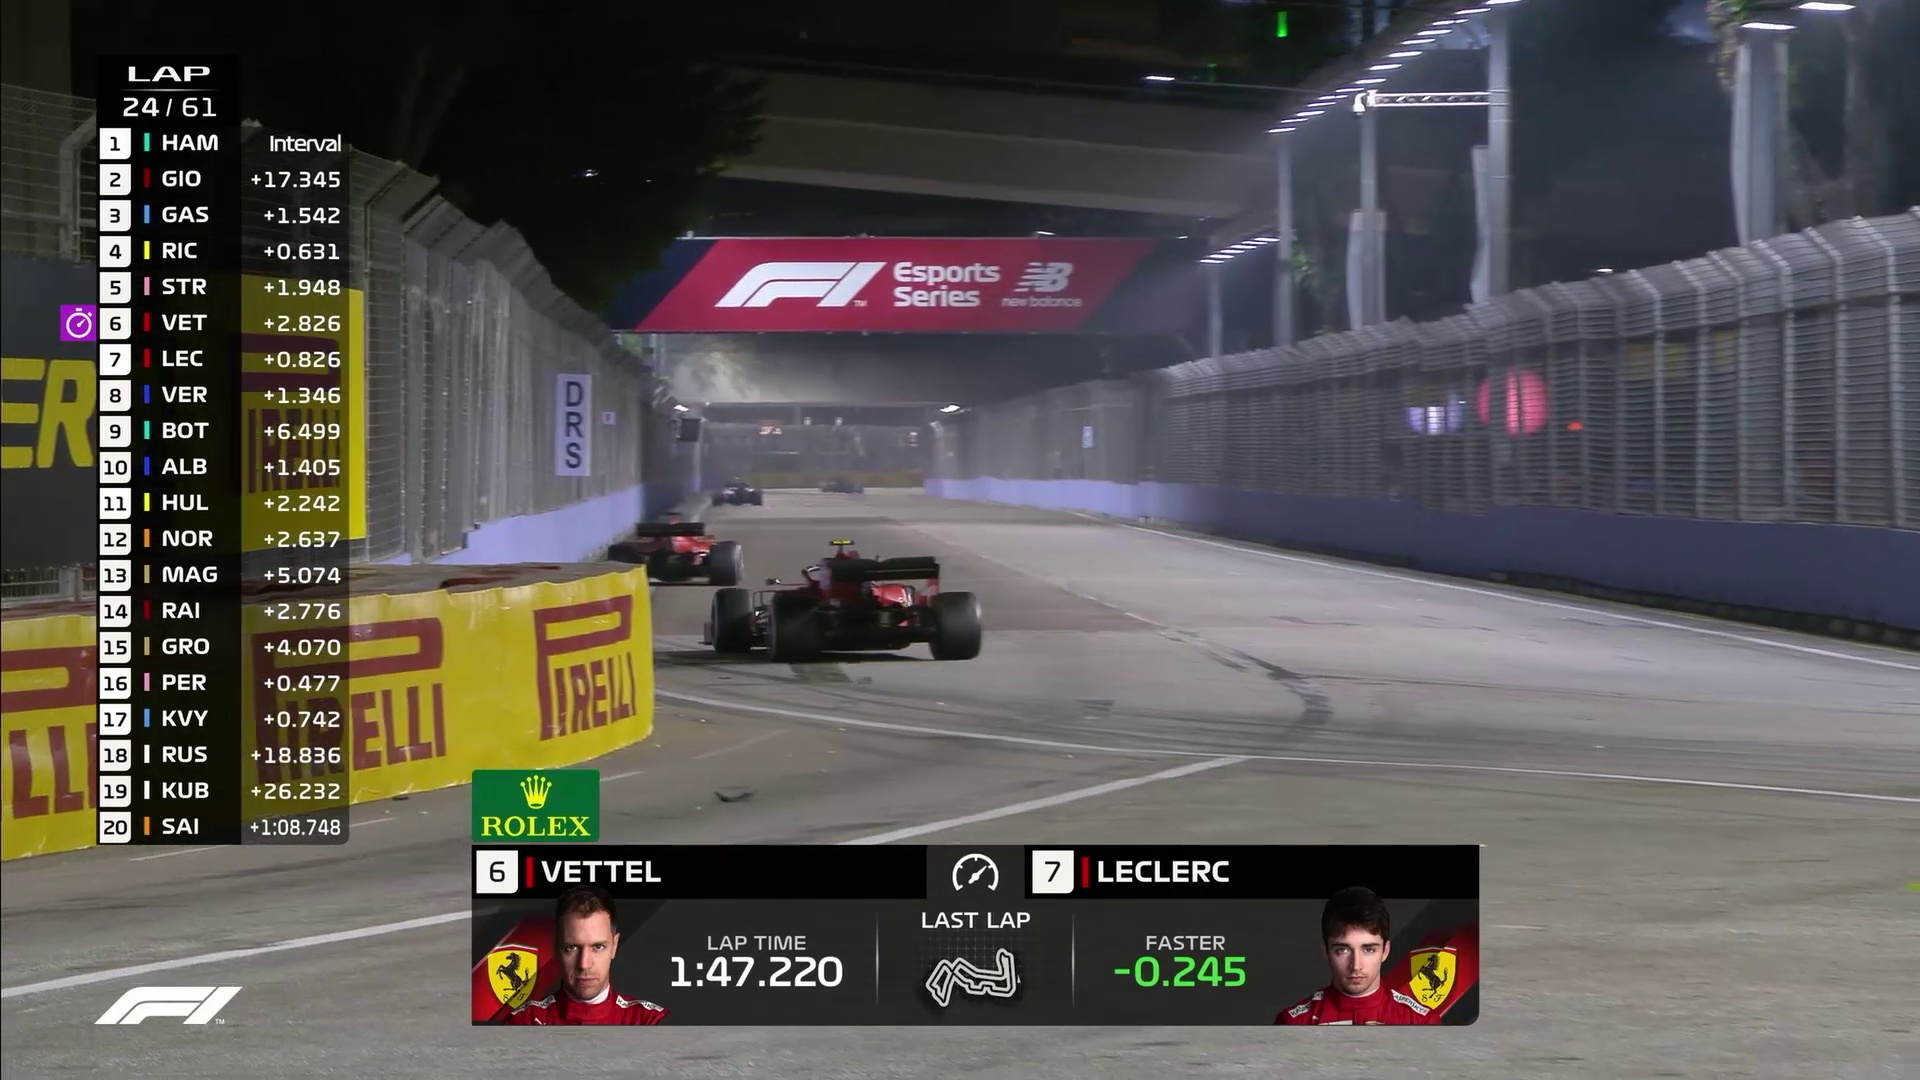 LAP
24 / 61
1 HAM Interval
2 GIO +17.345
3 GAS +1.542
4 RIC +0.631
5 STR +1.948
6 VET +2.826
7 LEC +0.826
8 VER +1.346
9 BOT +6.499
10 ALB +1.405
11 HUL +2.242
12 NOR +2.637
13 MAG +5.074
14 RAI +2.776
15 GRO +4.070
16 PER +0.477
17 KVY +0.742
18 RUS +18.836
19 KUB +26.232
20 SAI +1:08.748
F1 Esports Series NB
new balance
DRS
ER
PIRELLI
PIRELLI
PIRELLI
ROLEX
6 VETTEL
7 LECLERC
LAST LAP
LAP TIME
1:47.220
FASTER
-0.245
F1